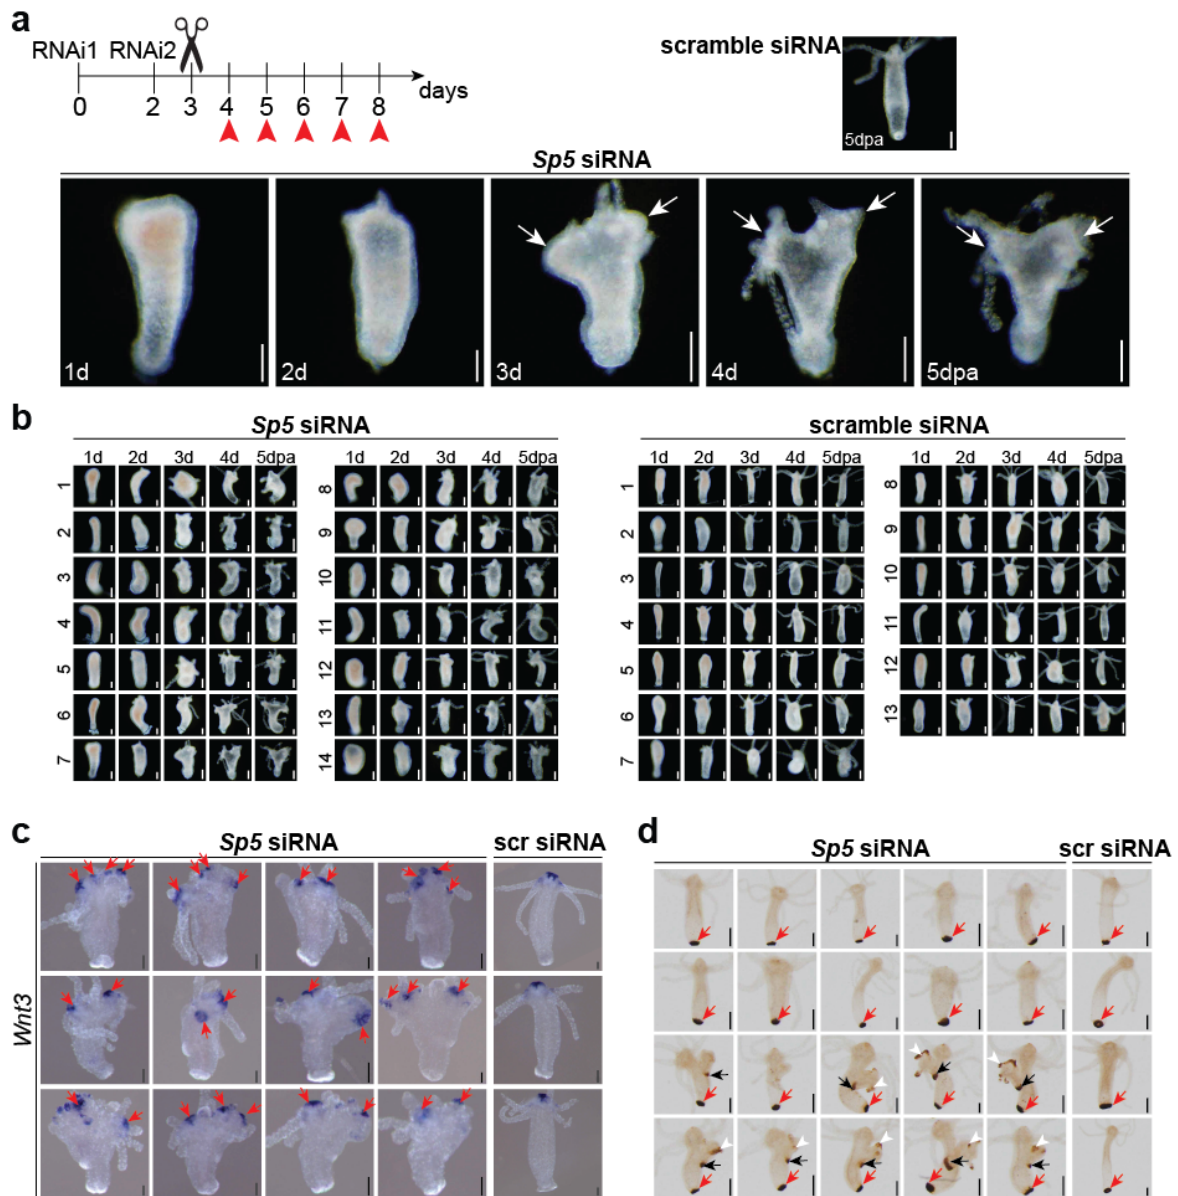 a
RNAi1 RNAi2
0 2 3 4 5 6 7 8 days
scramble siRNA
5dpa
Sp5 siRNA
1d 2d 3d 4d 5dpa
b
Sp5 siRNA scramble siRNA
1d 2d 3d 4d 5dpa 1d 2d 3d 4d 5dpa 1d 2d 3d 4d 5dpa 1d 2d 3d 4d 5dpa
1 8 1 8
2 9 2 9
3 10 3 10
4 11 4 11
5 12 5 12
6 13 6 13
7 14 7
c
Sp5 siRNA scr siRNA
Wnt3
d
Sp5 siRNA scr siRNA